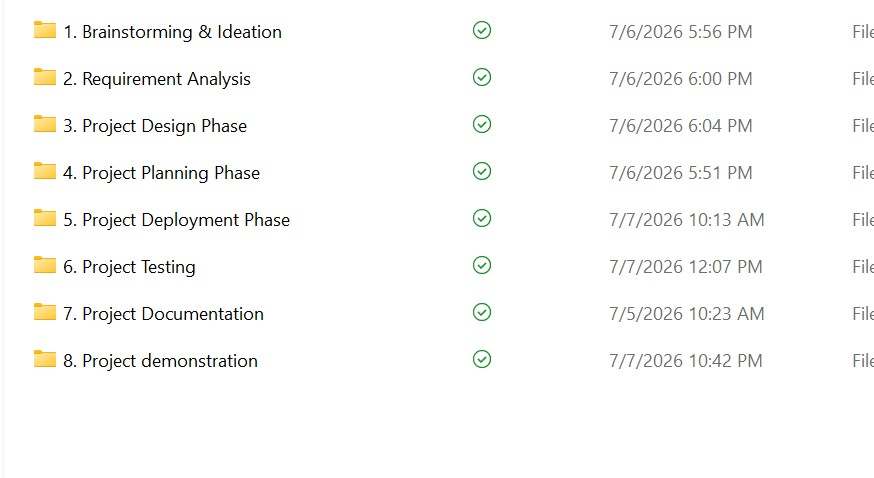 1. Brainstorming & Ideation 7/6/2026 5:56 PM File
2. Requirement Analysis 7/6/2026 6:00 PM File
3. Project Design Phase 7/6/2026 6:04 PM File
4. Project Planning Phase 7/6/2026 5:51 PM File
5. Project Deployment Phase 7/7/2026 10:13 AM File
6. Project Testing 7/7/2026 12:07 PM File
7. Project Documentation 7/5/2026 10:23 AM File
8. Project demonstration 7/7/2026 10:42 PM File